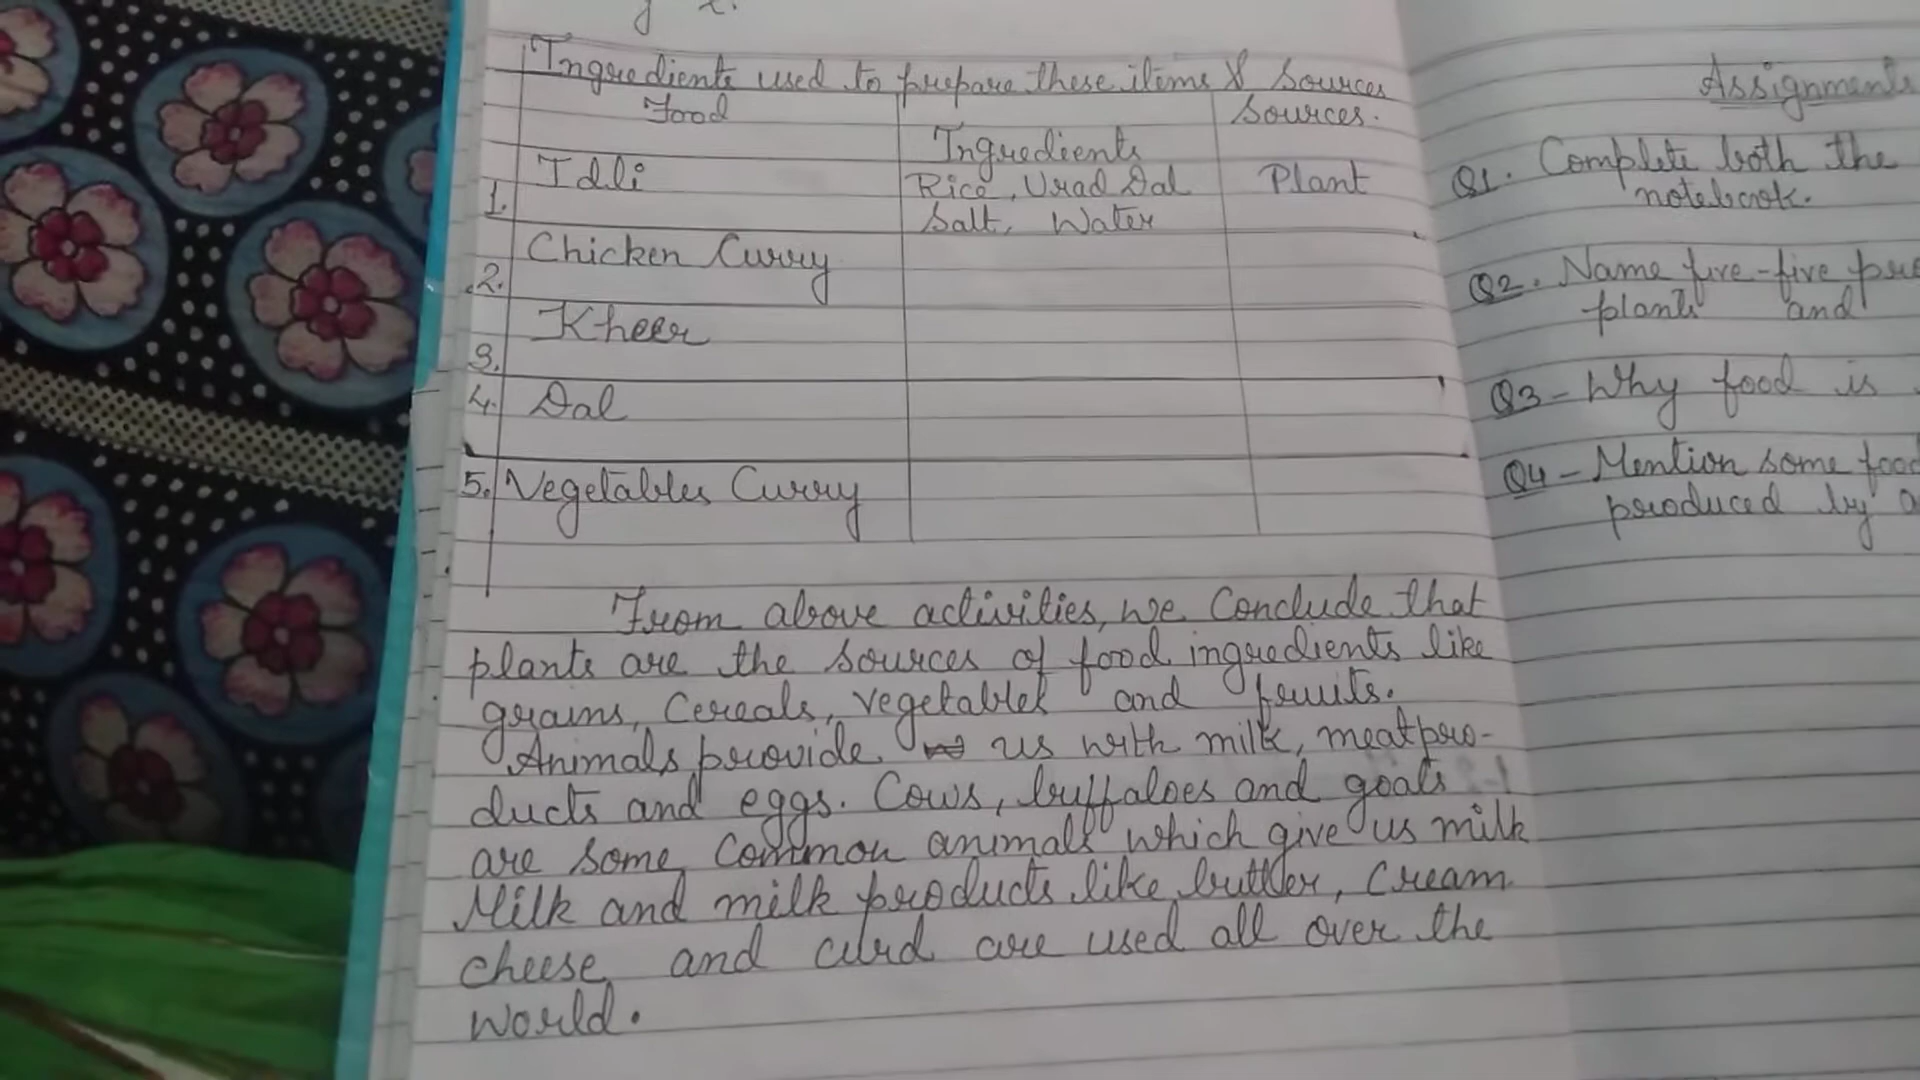 Ingredients used to prepare these items & Sources
Food
Ingredients
Sources.
1. Idli
Rice, Urad Dal
Salt, Water
Plant
2. Chicken Curry
3. Kheer
4. Dal
5. Vegetables Curry
From above activities, we Conclude that
plants are the sources of food ingredients like
grains, Cereals, vegetables and fruits.
Animals provide us with milk, meat pro-
ducts and eggs. Cows, buffaloes and goats
are some common animals which give us milk
Milk and milk products like butter, Cream
cheese and curd are used all over the
world.
Assignment
Q1. Complete both the
notebook.
Q2. Name five-five
plants and
Q3 - Why food is
Q4 - Mention some food
produced by